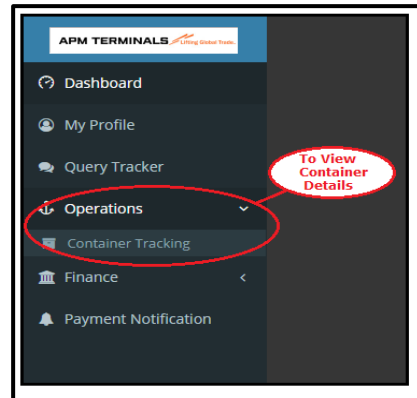 APM TERMINALS Lifting Global Trade.
Dashboard
My Profile
Query Tracker
To View
Container
Details
Operations
Container Tracking
Finance
Payment Notification